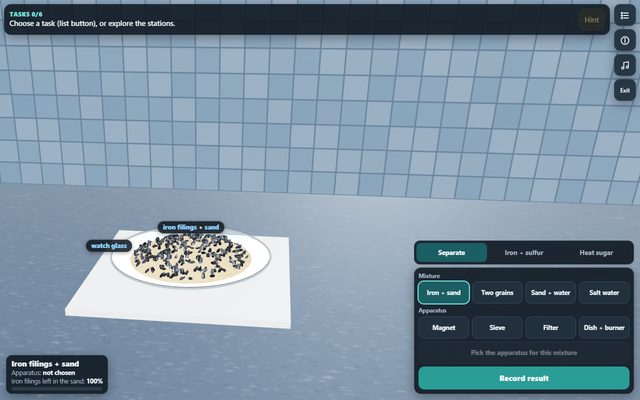 TASKS 0/6
Choose a task (list button), or explore the stations.
Hint
Exit
iron filings + sand
watch glass
Separate
Iron + sulfur
Heat sugar
Mixture
Iron + sand
Two grains
Sand + water
Salt water
Apparatus
Magnet
Sieve
Filter
Dish + burner
Pick the apparatus for this mixture
Record result
Iron filings + sand
Apparatus: not chosen
Iron filings left in the sand: 100%